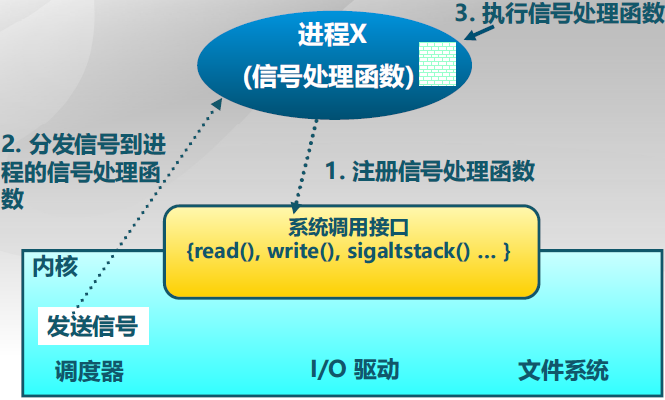 3. 执行信号处理函数
进程X
(信号处理函数)
2. 分发信号到进
程的信号处理函
数
1. 注册信号处理函数
系统调用接口
{read(), write(), sigaltstack() … }
内核
发送信号
调度器
I/O 驱动
文件系统